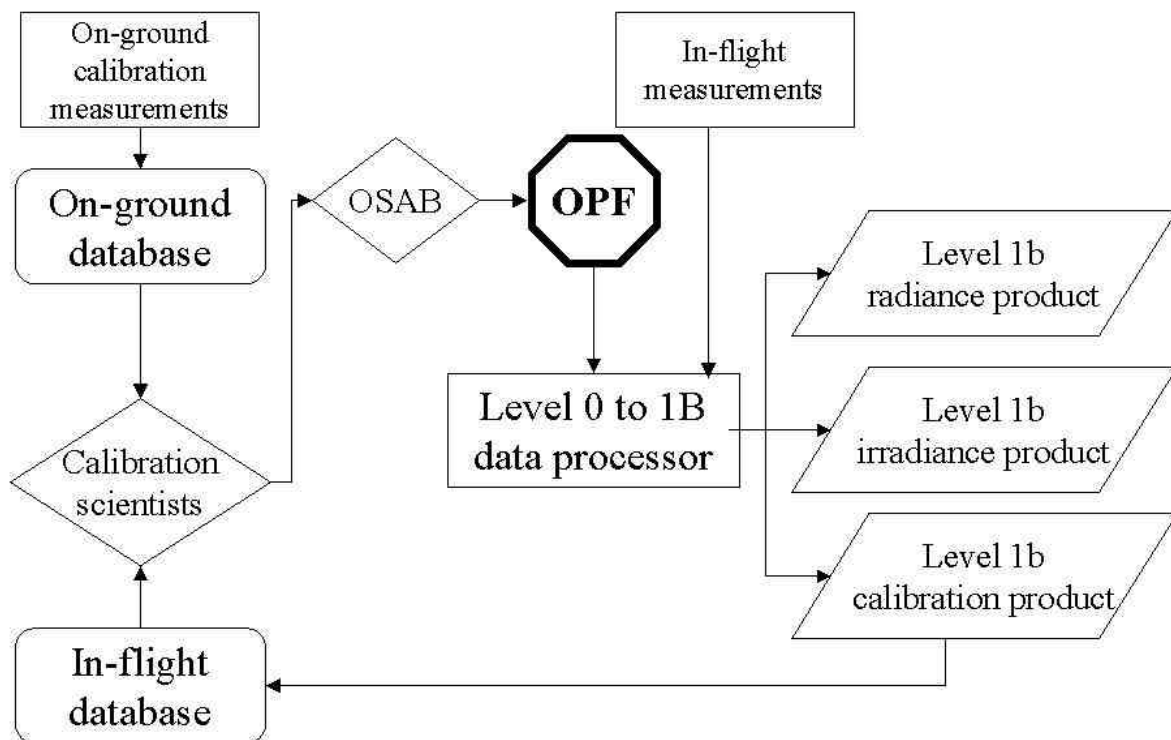 On-ground
calibration
measurements
In-flight
measurements
On-ground
database
OSAB
OPF
Level 1b
radiance product
Level 0 to 1B
data processor
Level 1b
irradiance product
Calibration
scientists
Level 1b
calibration product
In-flight
database